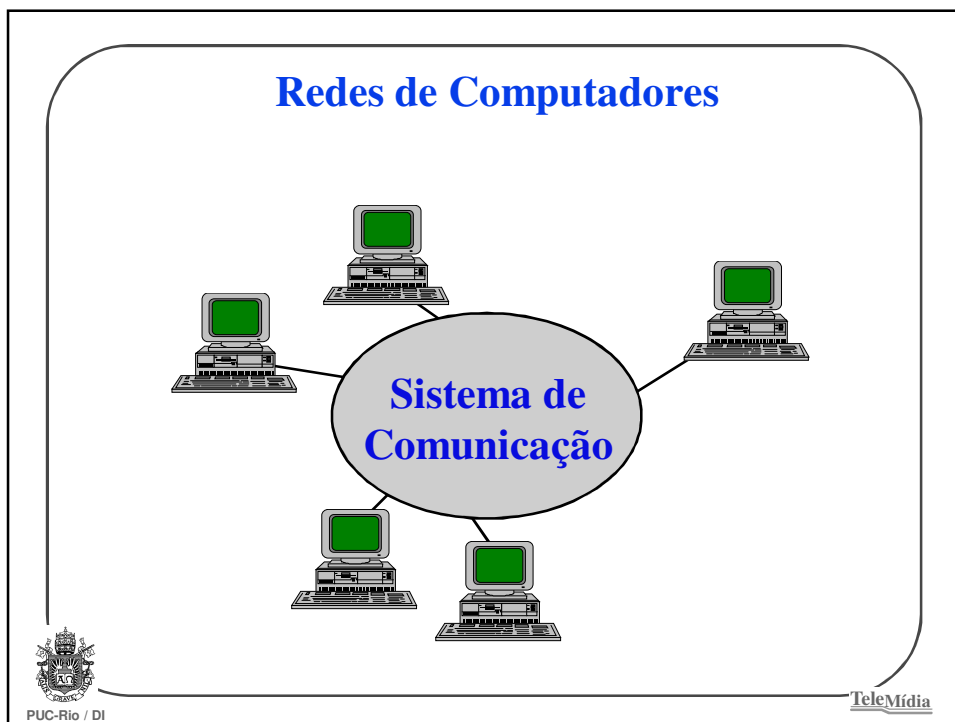 Redes de Computadores
Sistema de
Comunicação
PUC-Rio / DI
TeleMídia